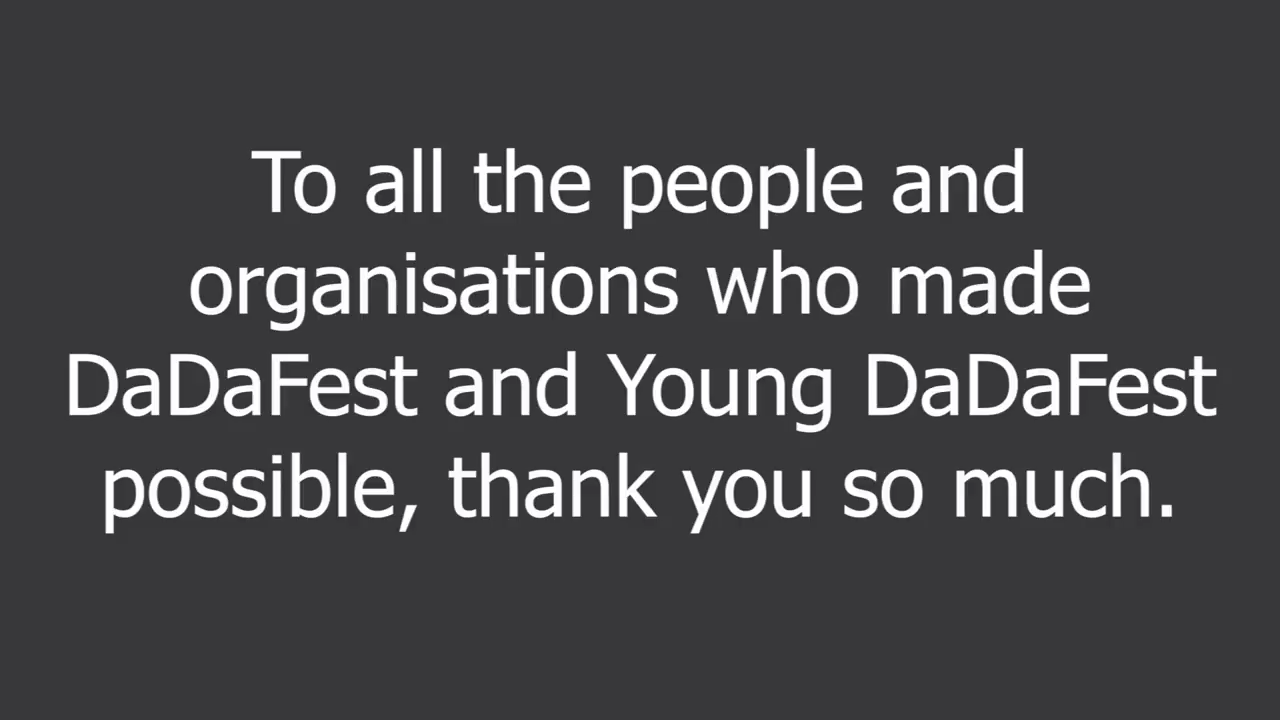 To all the people and
organisations who made
DaDaFest and Young DaDaFest
possible, thank you so much.